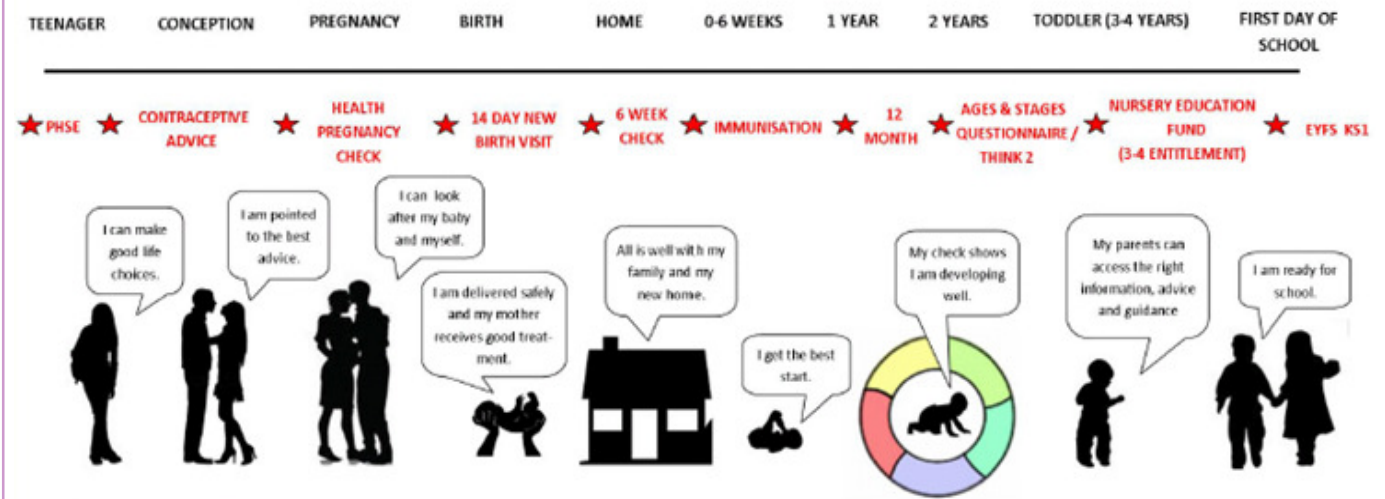 TEENAGER CONCEPTION PREGNANCY BIRTH HOME 0-6 WEEKS 1 YEAR 2 YEARS TODDLER (3-4 YEARS) FIRST DAY OF
SCHOOL
PHSE
CONTRACEPTIVE
ADVICE
HEALTH
PREGNANCY
CHECK
14 DAY NEW
BIRTH VISIT
6 WEEK
CHECK
IMMUNISATION
12
MONTH
AGES & STAGES
QUESTIONNAIRE /
THINK 2
NURSERY EDUCATION
FUND
(3-4 ENTITLEMENT)
EYFS KS1
I can make
good life
choices.
I am pointed
to the best
advice.
I can look
after my baby
and myself.
I am delivered safely
and my mother
receives good treat-
ment.
All is well with my
family and my
new home.
I get the best
start.
My check shows
I am developing
well.
My parents can
access the right
information, advice
and guidance
I am ready for
school.